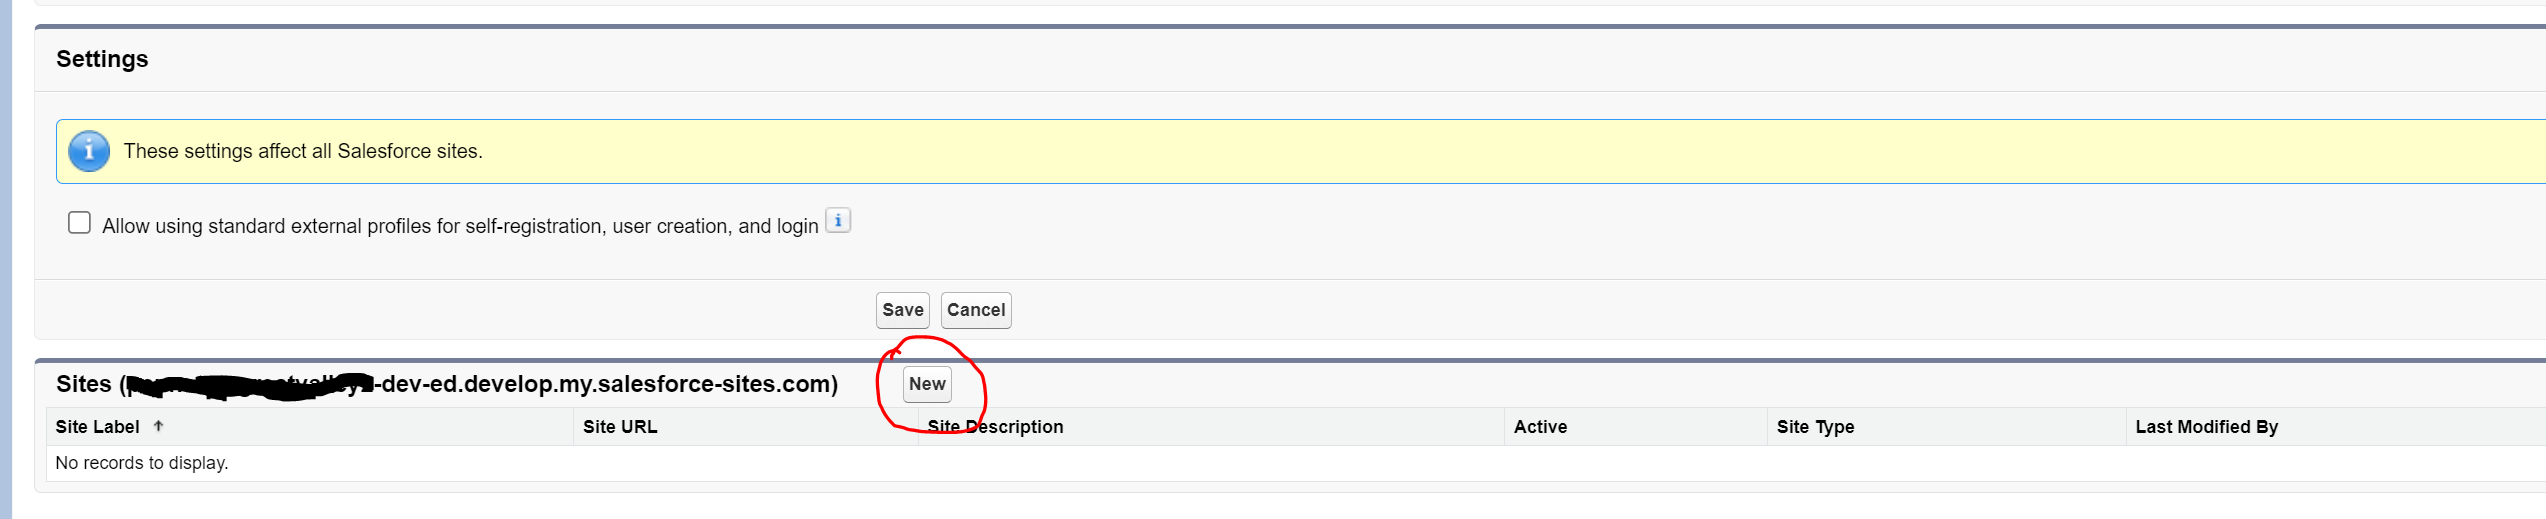 Settings
These settings affect all Salesforce sites.
Allow using standard external profiles for self-registration, user creation, and login
Save Cancel
Sites ( -dev-ed.develop.my.salesforce-sites.com) New
Site Label ↑ Site URL Site Description Active Site Type Last Modified By
No records to display.